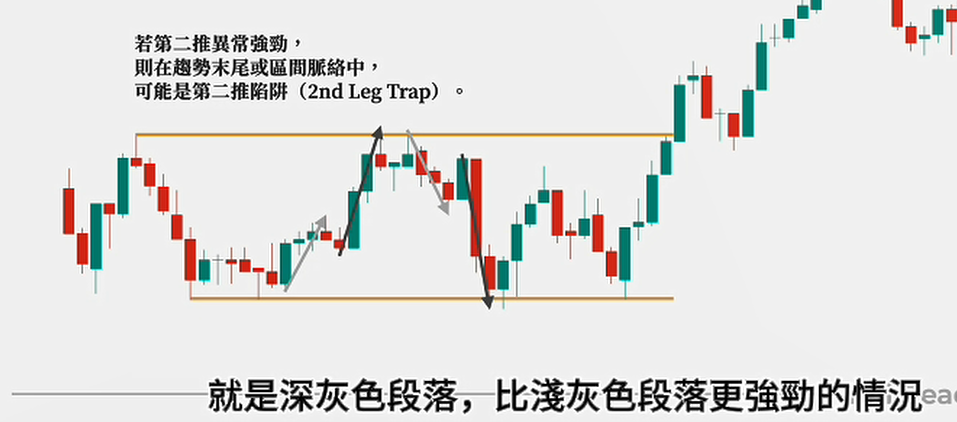 若第二推異常強勁，
則在趨勢末尾或區間脈絡中，
可能是第二推陷阱（2nd Leg Trap）。
就是深灰色段落，比淺灰色段落更強勁的情況